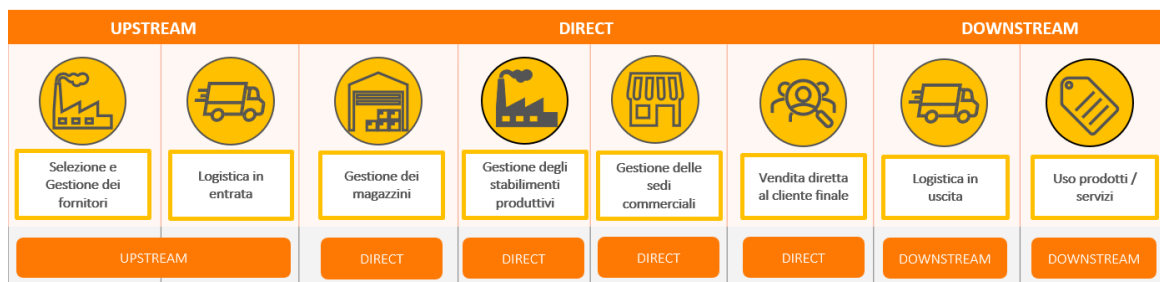 UPSTREAM
DIRECT
DOWNSTREAM
Selezione e
Gestione dei
fornitori
Logistica in
entrata
Gestione dei
magazzini
Gestione degli
stabilimenti
produttivi
Gestione delle
sedi
commerciali
Vendita diretta
al cliente finale
Logistica in
uscita
Uso prodotti /
servizi
UPSTREAM
DIRECT
DIRECT
DIRECT
DIRECT
DOWNSTREAM
DOWNSTREAM